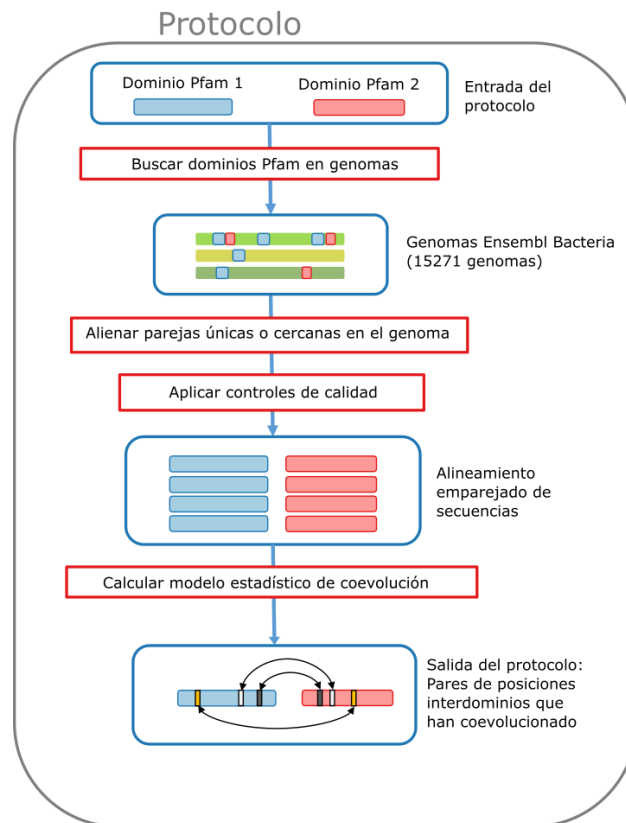 Protocolo
Dominio Pfam 1
Dominio Pfam 2
Entrada del
protocolo
Buscar dominios Pfam en genomas
Genomas Ensembl Bacteria
(15271 genomas)
Alienar parejas únicas o cercanas en el genoma
Aplicar controles de calidad
Alineamiento
emparejado de
secuencias
Calcular modelo estadístico de coevolución
Salida del protocolo:
Pares de posiciones
interdominios que
han coevolucionado